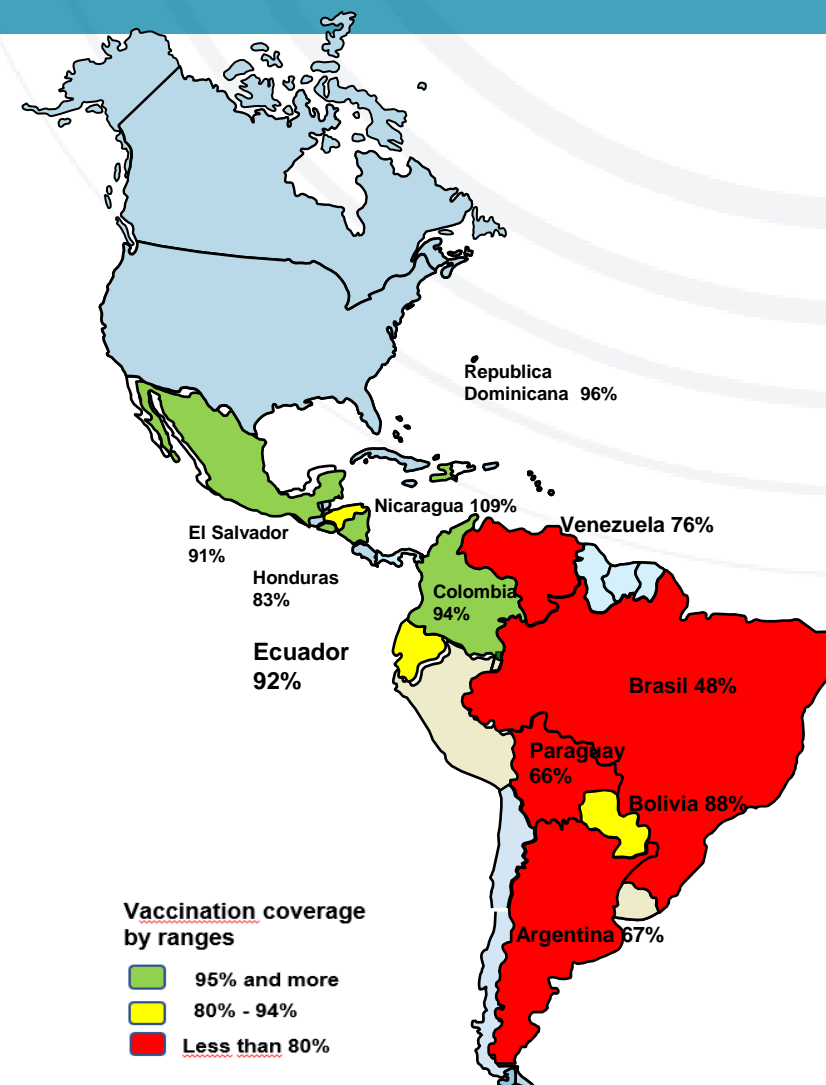 Republica
Dominicana 96%
Nicaragua 109%
Venezuela 76%
El Salvador
91%
Honduras
83%
Colombia
94%
Ecuador
92%
Brasil 48%
Paraguay
66%
Bolivia 88%
Argentina 67%
Vaccination coverage
by ranges
95% and more
80% - 94%
Less than 80%